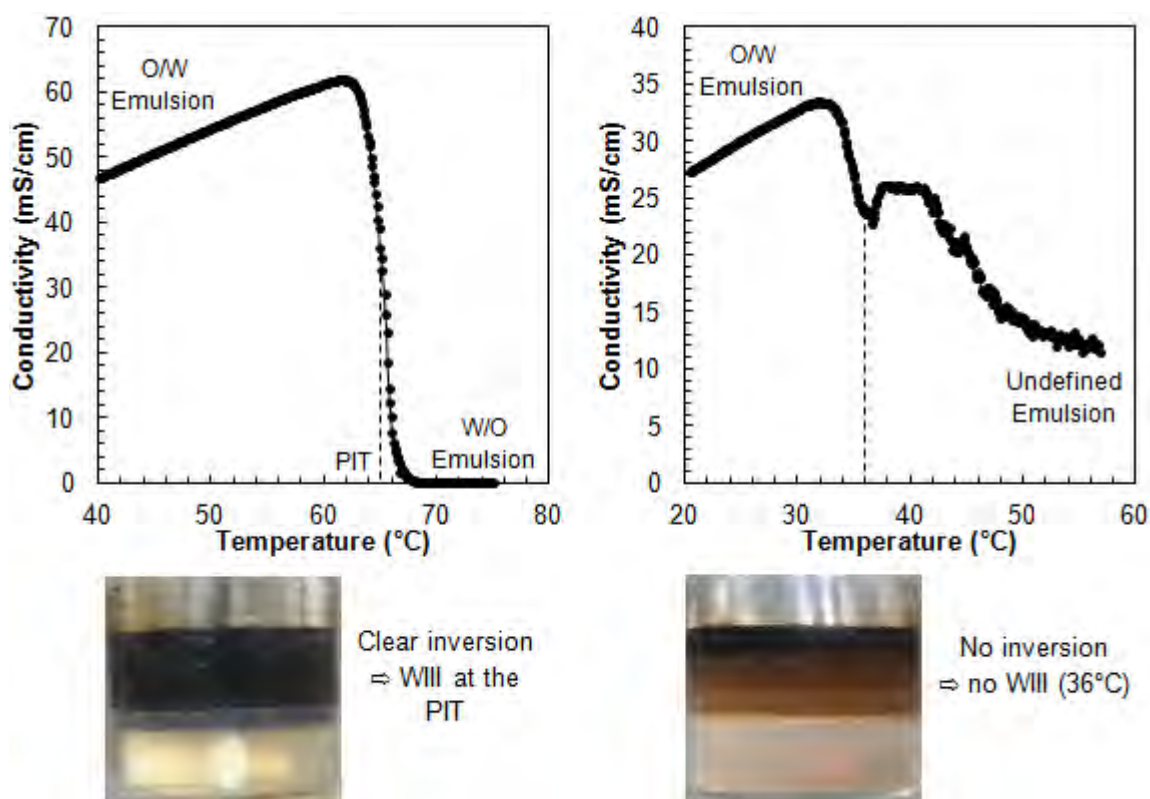 70
60
50
40
30
20
10
0
Conductivity (mS/cm)
O/W
Emulsion
PIT
W/O
Emulsion
40 50 60 70 80
Temperature (°C)
40
35
30
25
20
15
10
5
0
Conductivity (mS/cm)
O/W
Emulsion
Undefined
Emulsion
20 30 40 50 60
Temperature (°C)
Clear inversion
⇨ WIII at the
PIT
No inversion
⇨ no WIII (36°C)